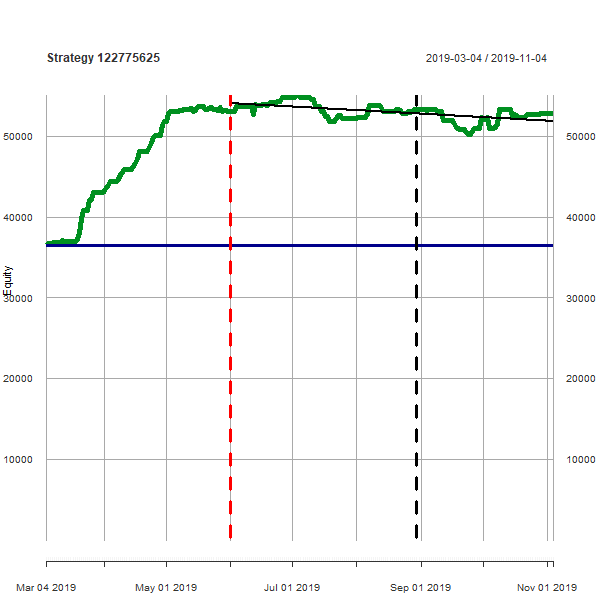 Strategy 122775625
2019-03-04 / 2019-11-04
50000
50000
40000
40000
Equity
30000
30000
20000
20000
10000
10000
Mar 04 2019
May 01 2019
Jul 01 2019
Sep 01 2019
Nov 01 2019